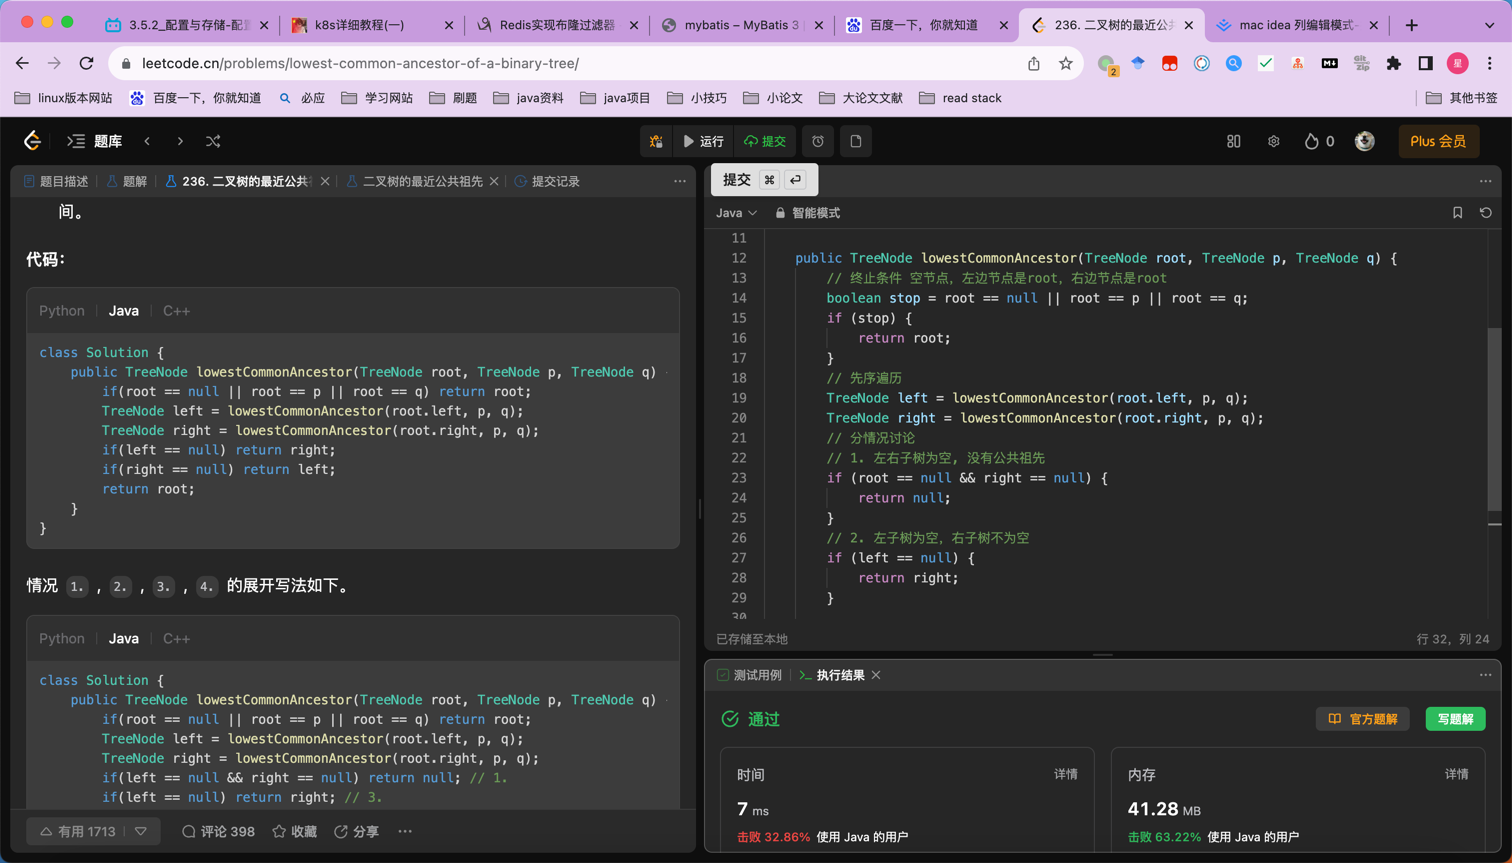 3.5.2_配置与存储-配置
k8s详细教程(一)
Redis实现布隆过滤器
mybatis – MyBatis 3
百度一下，你就知道
236. 二叉树的最近公共
mac idea 列编辑模式-
leetcode.cn/problems/lowest-common-ancestor-of-a-binary-tree/
2
M↓
Git zip
星
linux版本网站
百度一下，你就知道
必应
学习网站
刷题
java资料
java项目
小技巧
小论文
大论文文献
read stack
其他书签
题库
运行
提交
0
Plus 会员
题目描述
题解
236. 二叉树的最近公共祖
二叉树的最近公共祖先
提交记录
间。
代码：
Python
Java
C++
class Solution {
public TreeNode lowestCommonAncestor(TreeNode root, TreeNode p, TreeNode q)
if(root == null || root == p || root == q) return root;
TreeNode left = lowestCommonAncestor(root.left, p, q);
TreeNode right = lowestCommonAncestor(root.right, p, q);
if(left == null) return right;
if(right == null) return left;
return root;
}
}
情况 1. , 2. , 3. , 4. 的展开写法如下。
Python
Java
C++
class Solution {
public TreeNode lowestCommonAncestor(TreeNode root, TreeNode p, TreeNode q)
if(root == null || root == p || root == q) return root;
TreeNode left = lowestCommonAncestor(root.left, p, q);
TreeNode right = lowestCommonAncestor(root.right, p, q);
if(left == null && right == null) return null; // 1.
if(left == null) return right; // 3.
有用 1713
评论 398
收藏
分享
提交 ⌘ ↵
Java
智能模式
11
12 public TreeNode lowestCommonAncestor(TreeNode root, TreeNode p, TreeNode q) {
13 // 终止条件 空节点，左边节点是root，右边节点是root
14 boolean stop = root == null || root == p || root == q;
15 if (stop) {
16 return root;
17 }
18 // 先序遍历
19 TreeNode left = lowestCommonAncestor(root.left, p, q);
20 TreeNode right = lowestCommonAncestor(root.right, p, q);
21 // 分情况讨论
22 // 1. 左右子树为空，没有公共祖先
23 if (root == null && right == null) {
24 return null;
25 }
26 // 2. 左子树为空，右子树不为空
27 if (left == null) {
28 return right;
29 }
30
已存储至本地
行 32，列 24
测试用例
执行结果
通过
官方题解
写题解
时间
详情
7 ms
击败 32.86% 使用 Java 的用户
内存
详情
41.28 MB
击败 63.22% 使用 Java 的用户